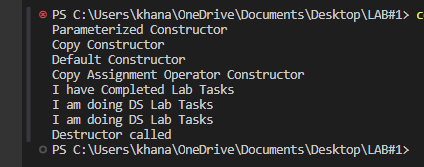 PS C:\Users\khana\OneDrive\Documents\Desktop\LAB#1>
Parameterized Constructor
Copy Constructor
Default Constructor
Copy Assignment Operator Constructor
I have Completed Lab Tasks
I am doing DS Lab Tasks
I am doing DS Lab Tasks
Destructor called
PS C:\Users\khana\OneDrive\Documents\Desktop\LAB#1>